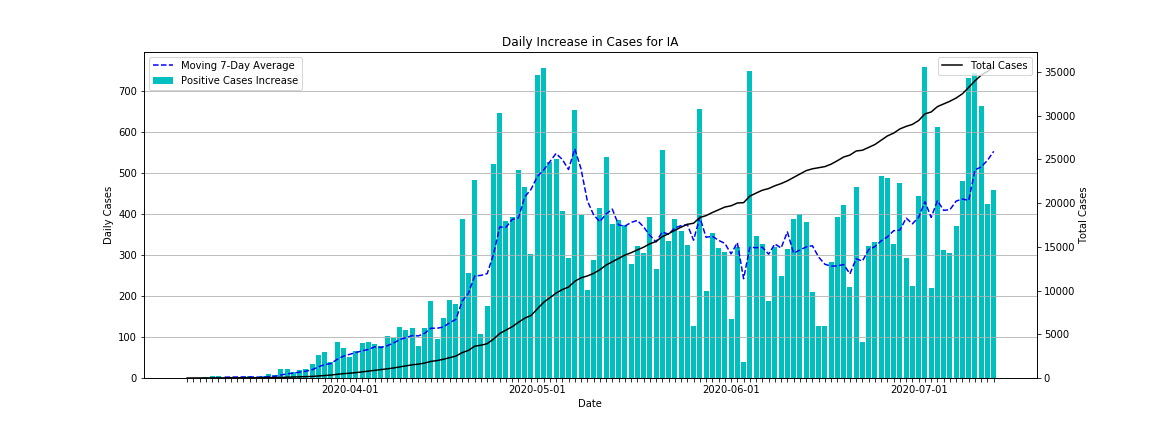 Daily Increase in Cases for IA
Moving 7-Day Average
Positive Cases Increase
Total Cases
700
600
500
400
300
200
100
0
Daily Cases
35000
30000
25000
20000
15000
10000
5000
0
Total Cases
2020-04-01
2020-05-01
2020-06-01
2020-07-01
Date